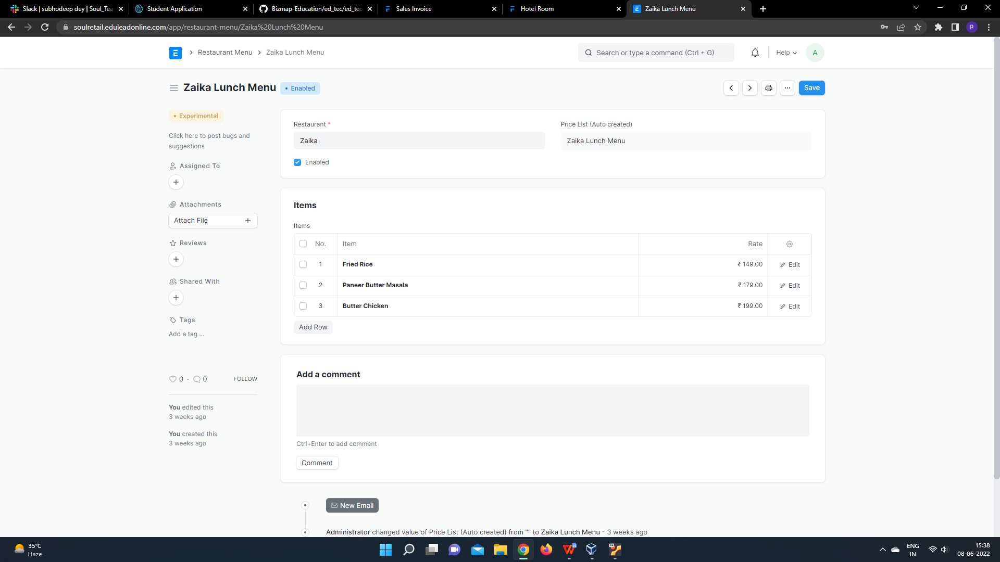 Slack | subhodeep dey | Soul_Tea
Student Application
Bizmap-Education/ed_tec/ed_tec
Sales Invoice
Hotel Room
Zaika Lunch Menu
soulretail.eduleadonline.com/app/restaurant-menu/Zaika%20Lunch%20Menu
p
E
Restaurant Menu
Zaika Lunch Menu
Search or type a command (Ctrl + G)
Help
A
Zaika Lunch Menu
Enabled
Save
Experimental
Click here to post bugs and
suggestions
Assigned To
Attachments
Attach File
Reviews
Shared With
Tags
Add a tag ...
0 · 0
FOLLOW
You edited this
3 weeks ago
You created this
3 weeks ago
Restaurant *
Zaika
Enabled
Price List (Auto created)
Zaika Lunch Menu
Items
Items
No. Item Rate
1 Fried Rice ₹ 149.00 Edit
2 Paneer Butter Masala ₹ 179.00 Edit
3 Butter Chicken ₹ 199.00 Edit
Add Row
Add a comment
Ctrl+Enter to add comment
Comment
New Email
Administrator changed value of Price List (Auto created) from "" to Zaika Lunch Menu - 3 weeks ago
35°C
Haze
ENG
IN
15:38
08-06-2022